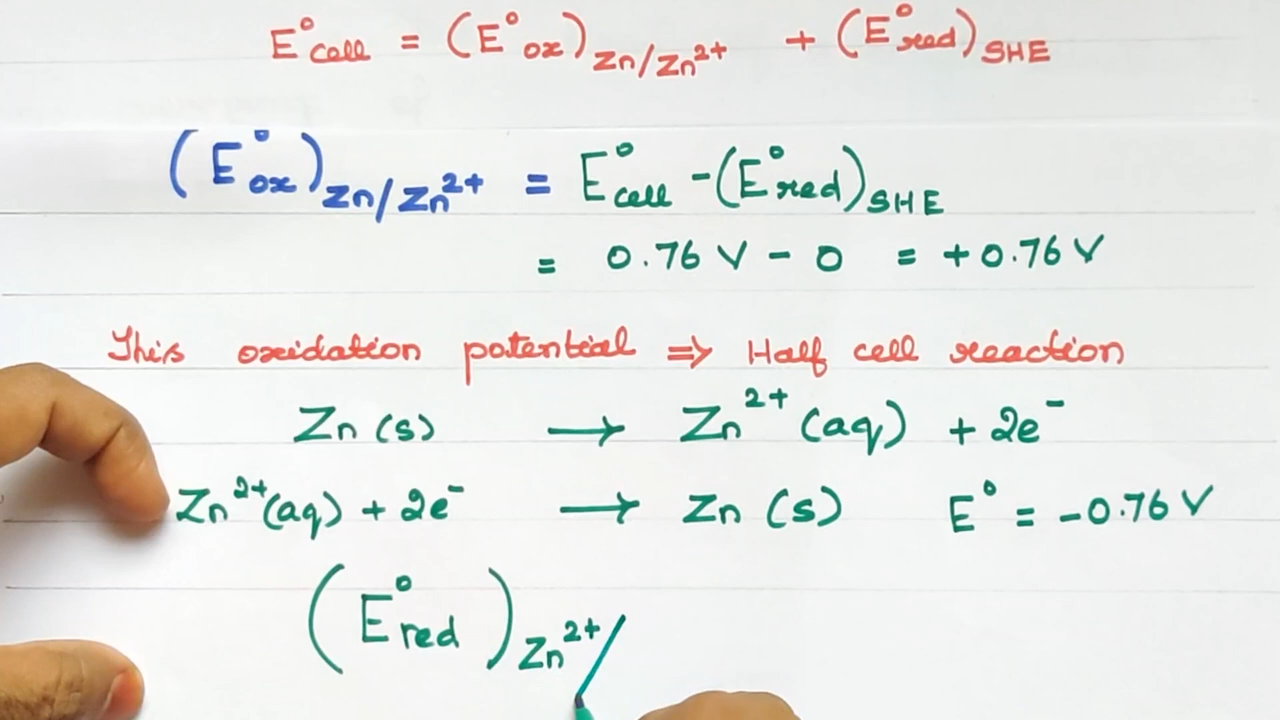 E°cell = (E°ox)Zn/Zn²⁺ + (E°red)SHE
(E°ox)Zn/Zn²⁺ = E°cell - (E°red)SHE
= 0.76 V - 0 = +0.76 V
This oxidation potential ⇒ Half cell reaction
Zn (s) → Zn²⁺ (aq) + 2e⁻
Zn²⁺(aq) + 2e⁻ → Zn (s) E° = -0.76 V
(E°red)Zn²⁺/